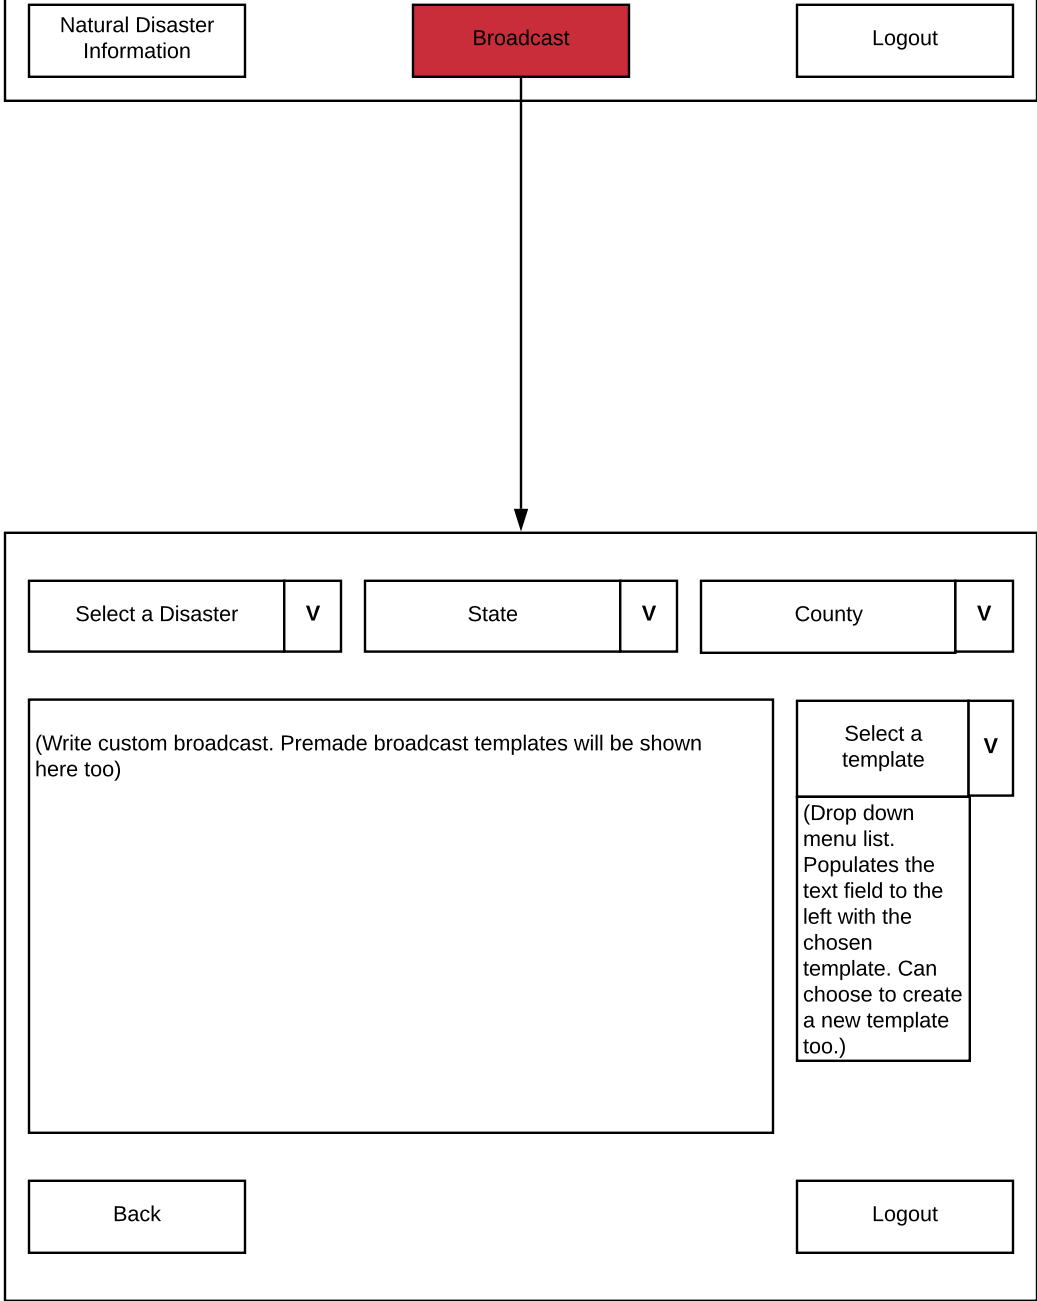 Natural Disaster
Information
Broadcast
Logout
Select a Disaster
V
State
V
County
V
(Write custom broadcast. Premade broadcast templates will be shown
here too)
Select a
template
V
(Drop down
menu list.
Populates the
text field to the
left with the
chosen
template. Can
choose to create
a new template
too.)
Back
Logout